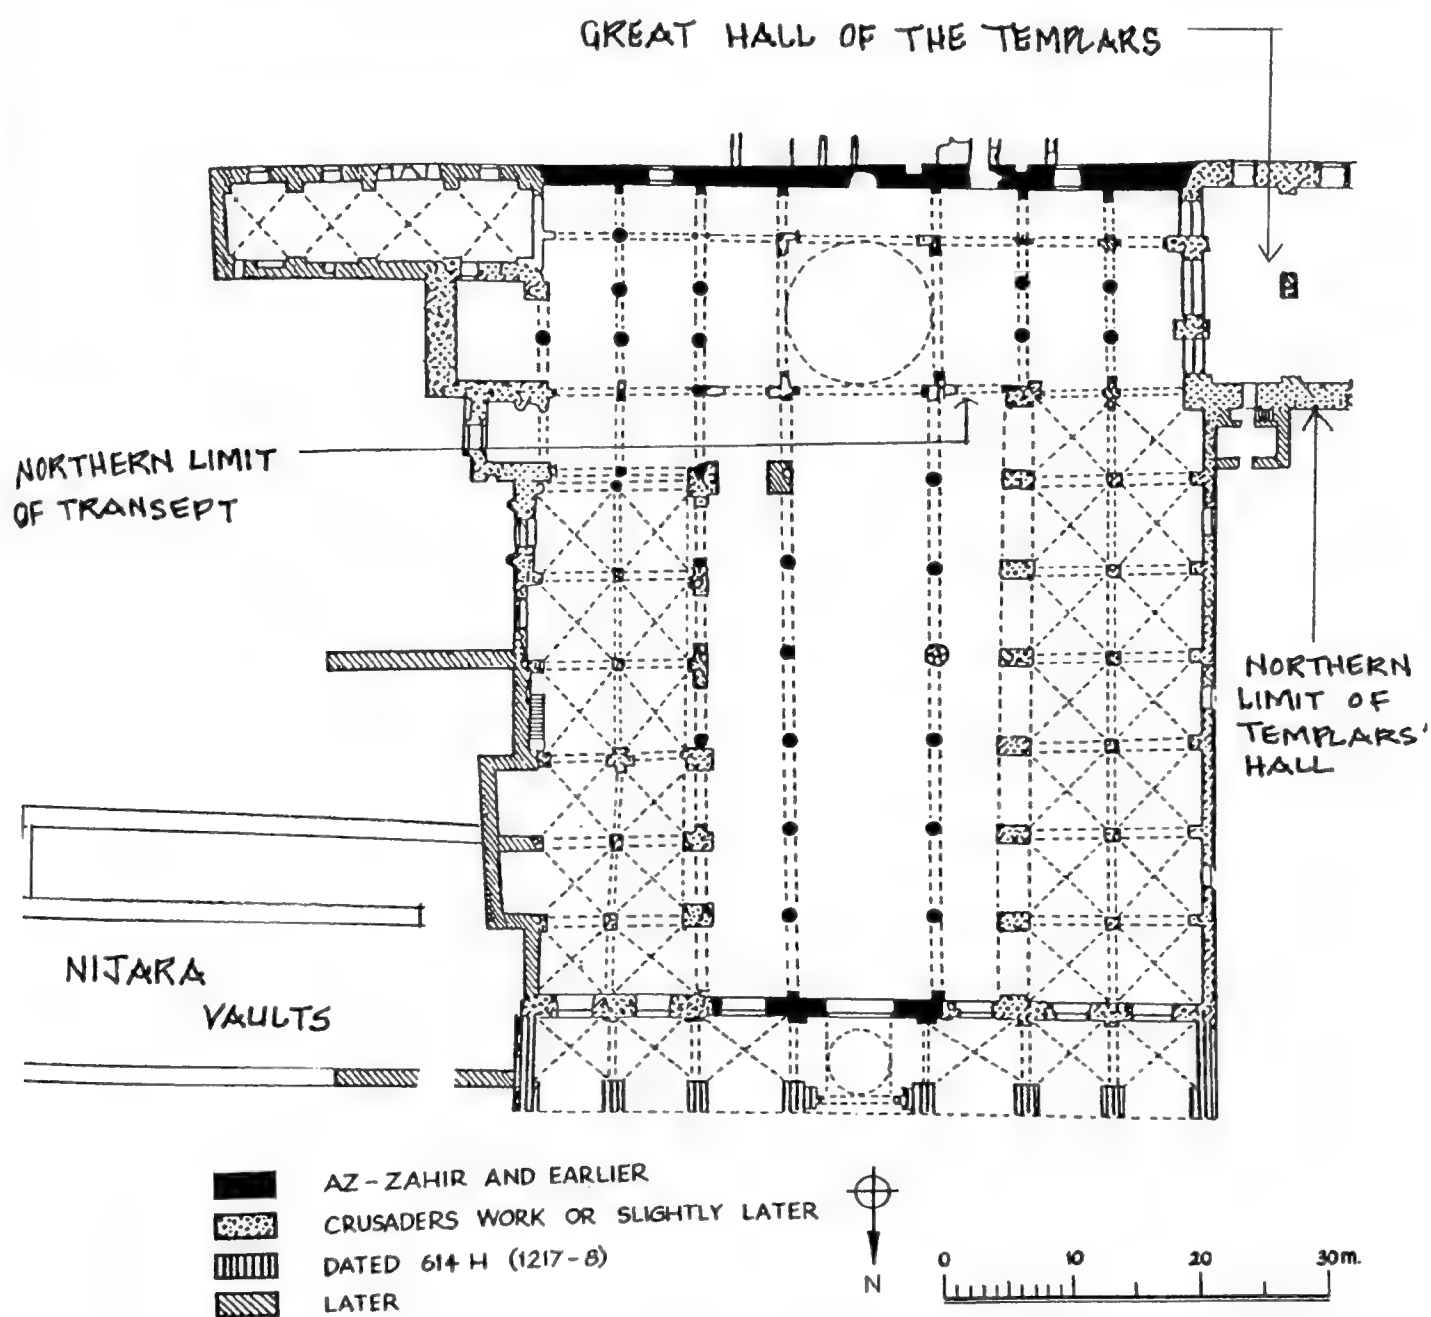 GREAT HALL OF THE TEMPLARS
NORTHERN LIMIT
OF TRANSEPT
NORTHERN
LIMIT OF
TEMPLARS'
HALL
NIJARA
VAULTS
AZ-ZAHIR AND EARLIER
CRUSADERS WORK OR SLIGHTLY LATER
DATED 614 H (1217-8)
LATER
N
0 10 20 30 m.